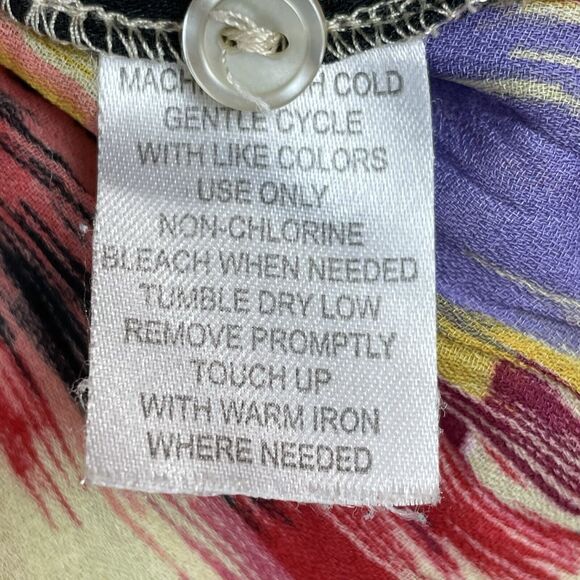 COLD
GENTLE CYCLE
WITH LIKE COLORS
USE ONLY
NON-CHLORINE
BLEACH WHEN NEEDED
TUMBLE DRY LOW
REMOVE PROMPTLY
TOUCH UP
WITH WARM IRON
WHERE NEEDED